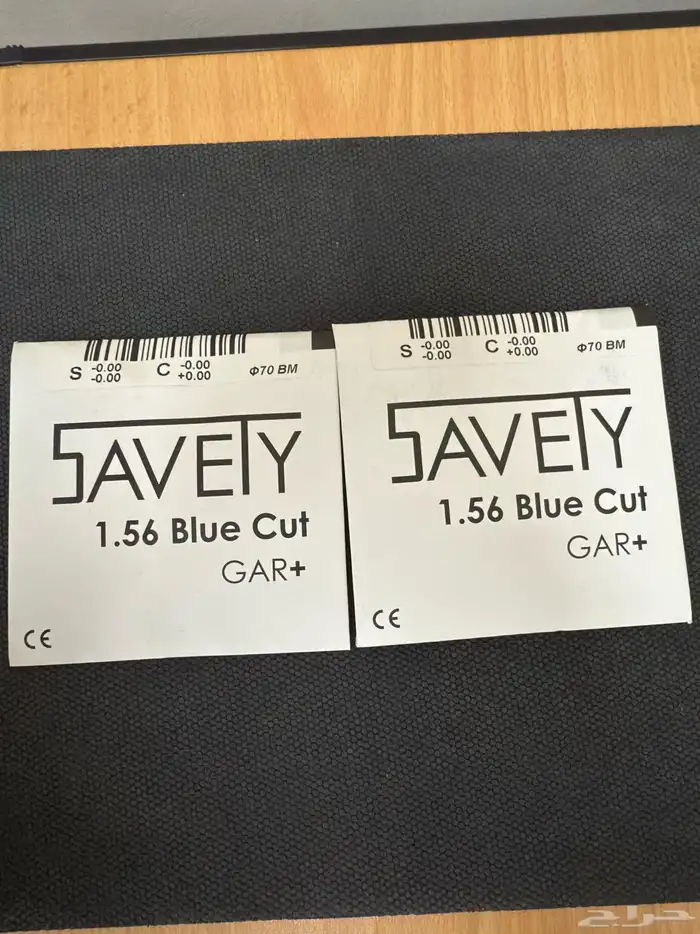 S -0.00 C -0.00 Φ70 BM
-0.00 +0.00
SAVETY
1.56 Blue Cut
GAR+
CE
S -0.00 C -0.00 Φ70 BM
-0.00 +0.00
SAVETY
1.56 Blue Cut
GAR+
CE
حراج